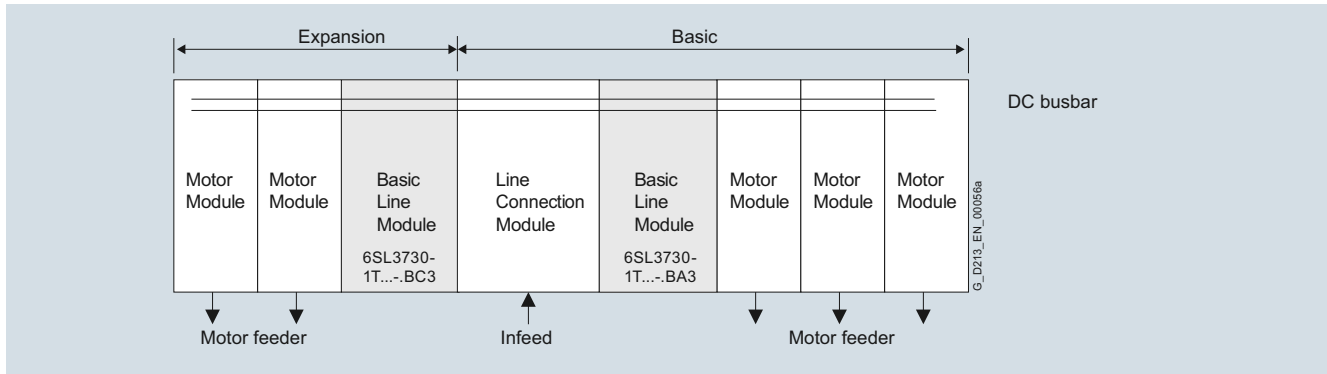 Expansion
Basic
DC busbar
Motor
Module
Motor
Module
Basic
Line
Module
6SL3730-
1T...-.BC3
Line
Connection
Module
Basic
Line
Module
6SL3730-
1T...-.BA3
Motor
Module
Motor
Module
Motor
Module
G_D213_EN_00056a
Motor feeder
Infeed
Motor feeder